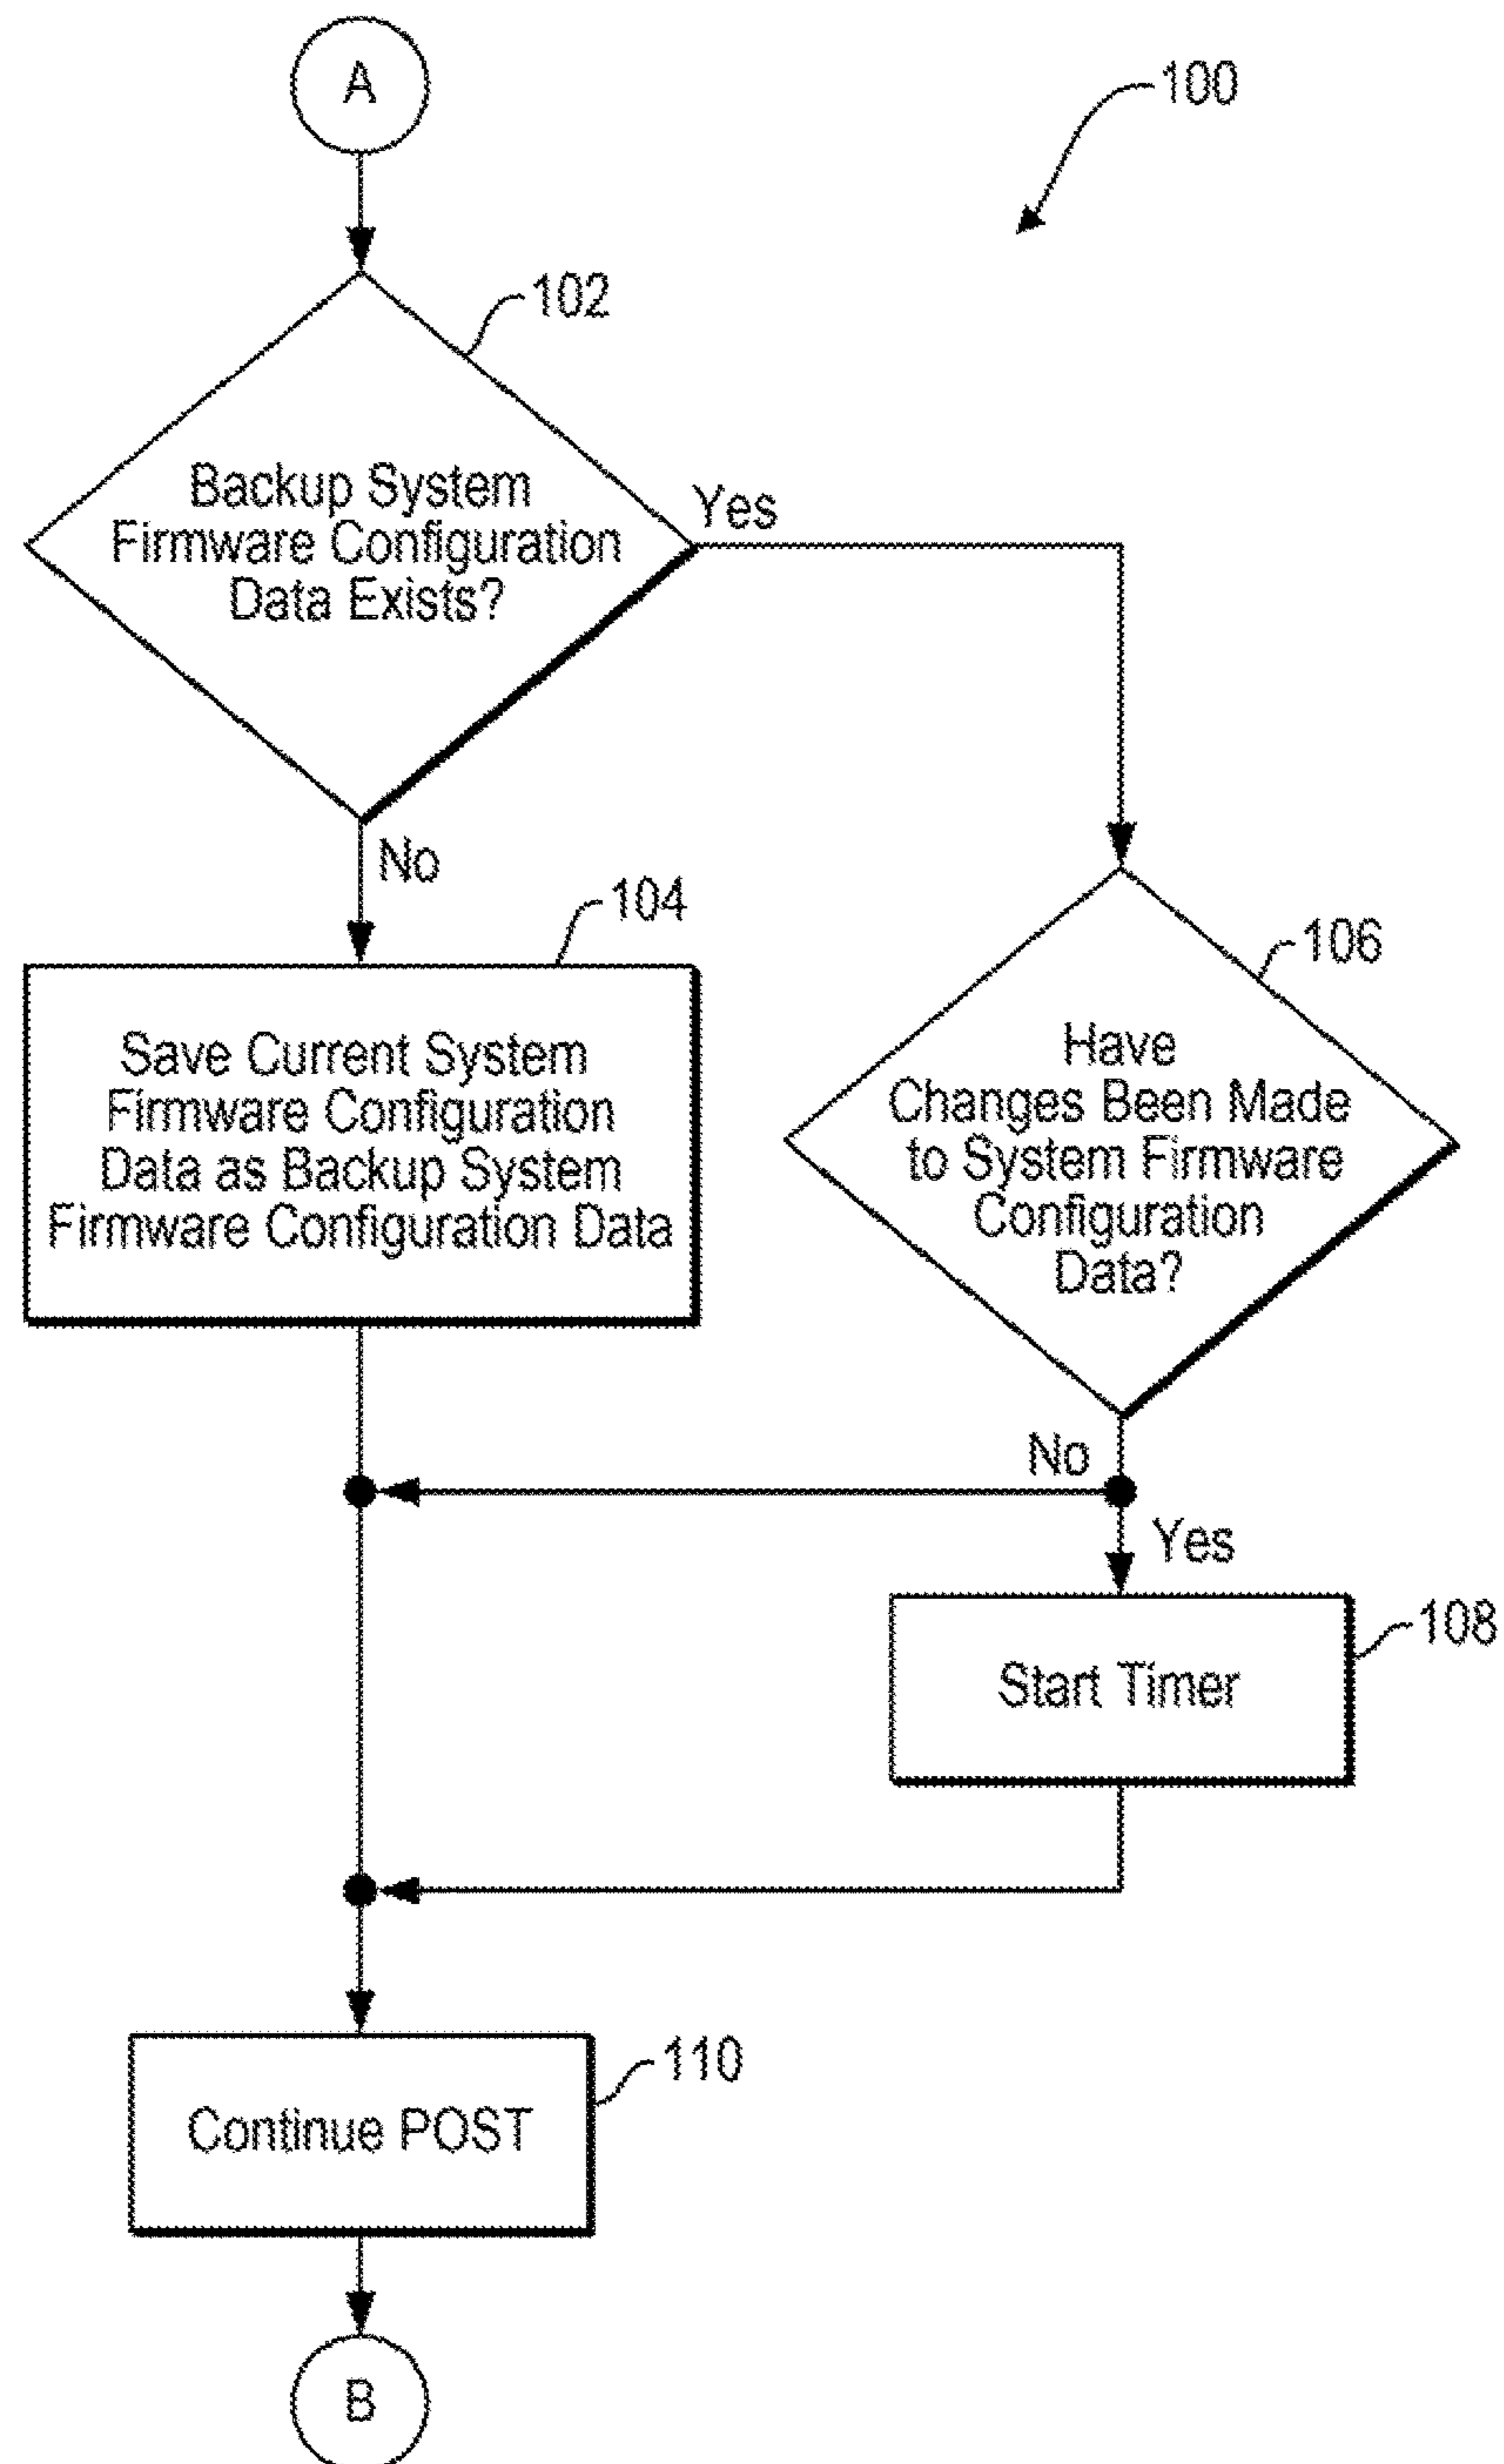 A
100
102
Backup System
Firmware Configuration
Data Exists?
Yes
No
104
Save Current System
Firmware Configuration
Data as Backup System
Firmware Configuration Data
106
Have
Changes Been Made
to System Firmware
Configuration
Data?
No
Yes
108
Start Timer
110
Continue POST
B